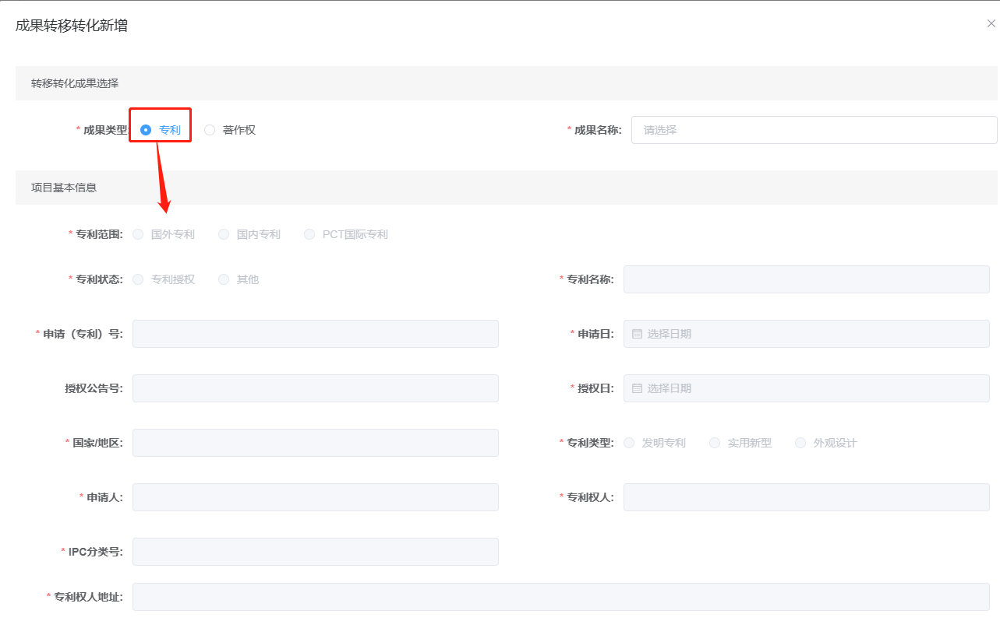 成果转移转化新增
转移转化成果选择
* 成果类型: 专利 著作权 * 成果名称: 请选择
项目基本信息
* 专利范围: 国外专利 国内专利 PCT国际专利
* 专利状态: 专利授权 其他 * 专利名称:
* 申请（专利）号: * 申请日: 选择日期
授权公告号: * 授权日: 选择日期
* 国家/地区: * 专利类型: 发明专利 实用新型 外观设计
* 申请人: * 专利权人:
* IPC分类号:
* 专利权人地址: